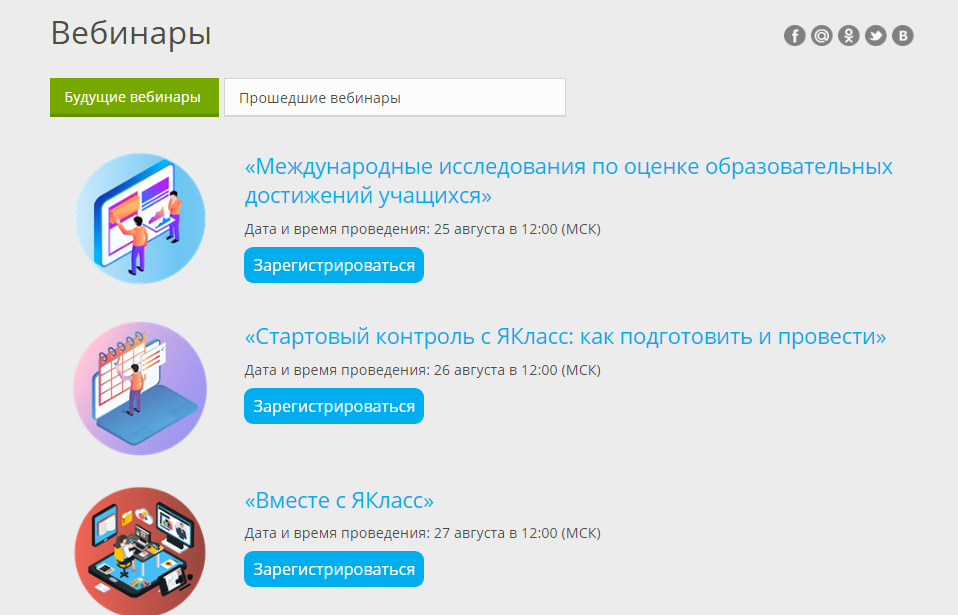 Вебинары
Будущие вебинары
Прошедшие вебинары
«Международные исследования по оценке образовательных
достижений учащихся»
Дата и время проведения: 25 августа в 12:00 (МСК)
Зарегистрироваться
«Стартовый контроль с ЯКласс: как подготовить и провести»
Дата и время проведения: 26 августа в 12:00 (МСК)
Зарегистрироваться
«Вместе с ЯКласс»
Дата и время проведения: 27 августа в 12:00 (МСК)
Зарегистрироваться